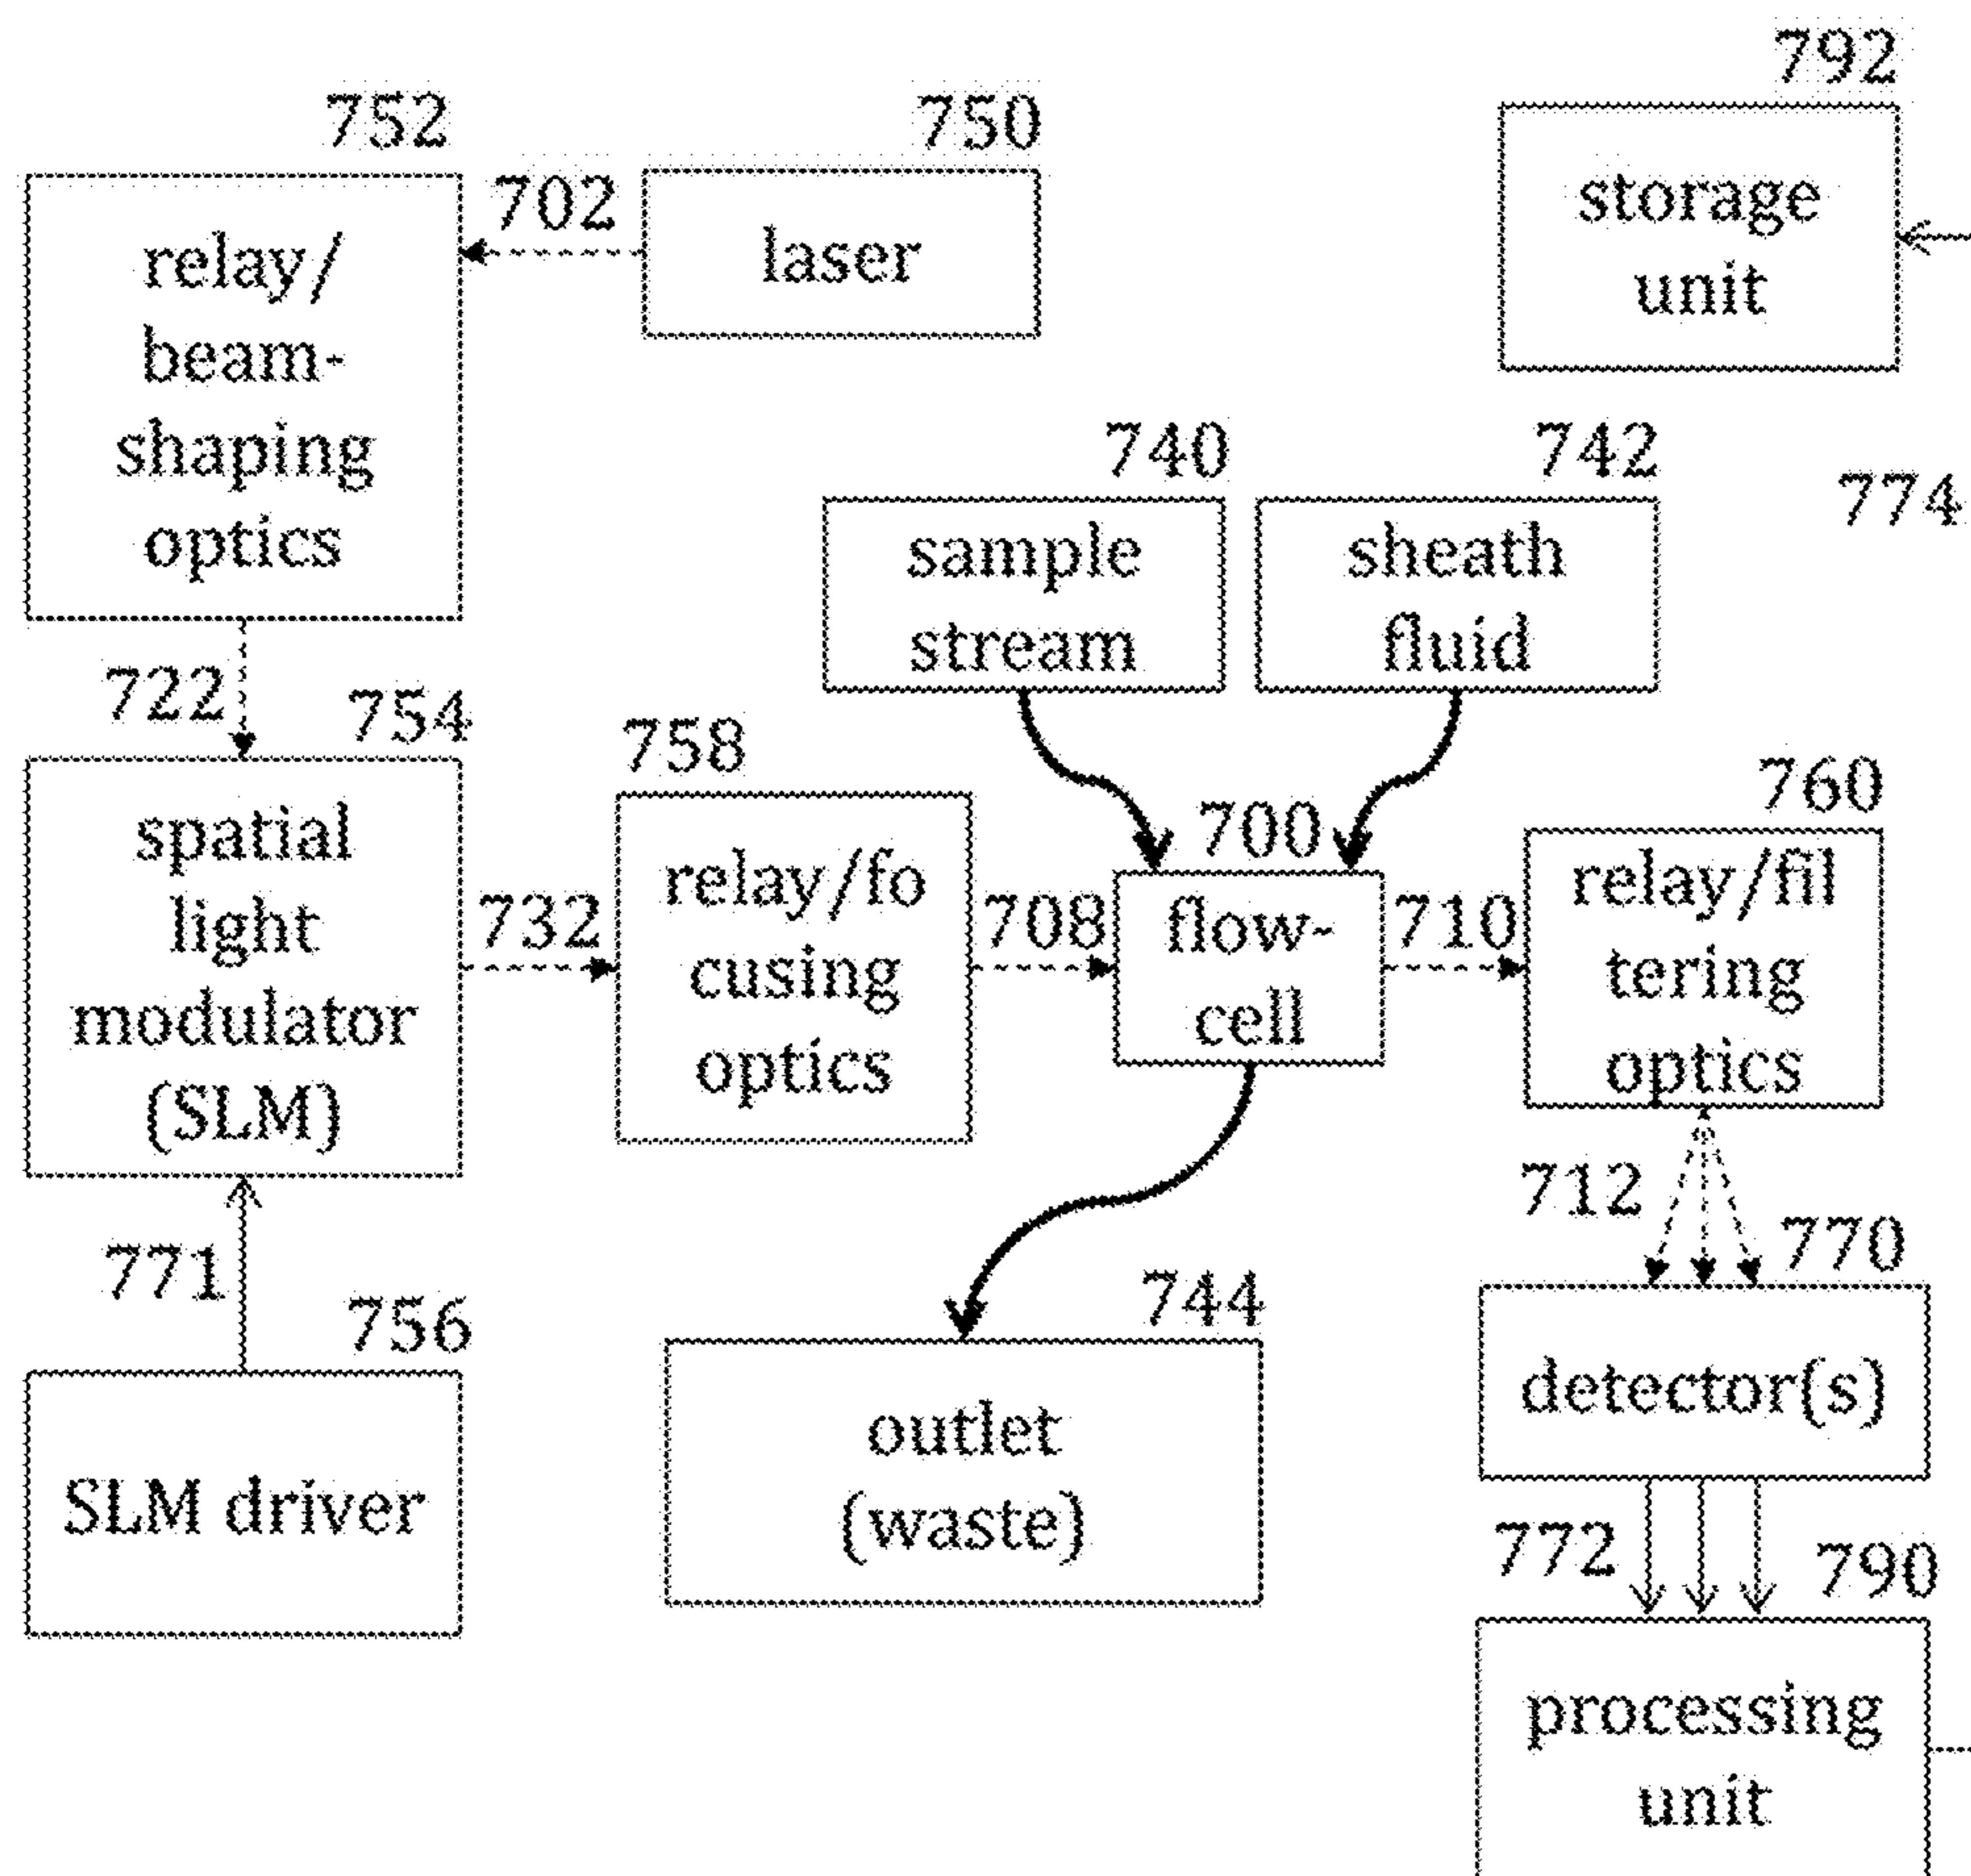 792
752
750
702
relay/
beam-
shaping
optics
laser
storage
unit
740
742
774
sample
stream
sheath
fluid
722
754
758
700
760
spatial
light
modulator
(SLM)
732
relay/fo
cusing
optics
708
flow-
cell
710
relay/fil
tering
optics
712
770
771
756
744
detector(s)
SLM driver
outlet
(waste)
772
790
processing
unit